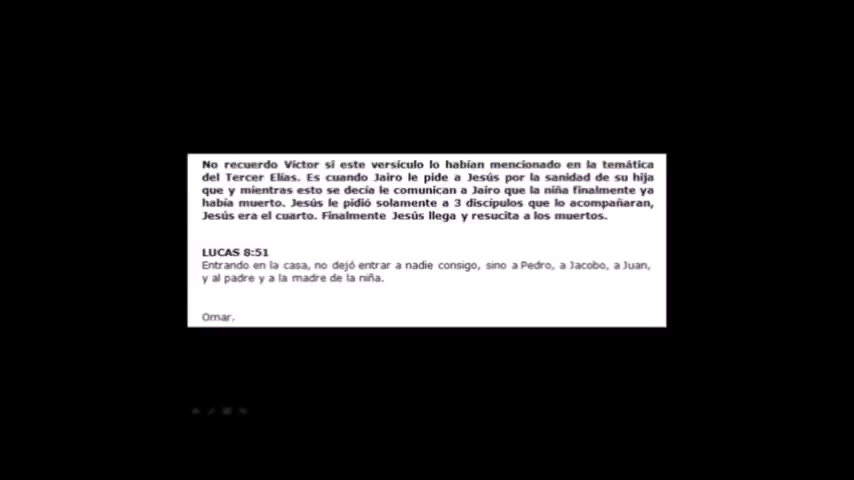 No recuerdo Víctor si este versículo lo habían mencionado en la temática
del Tercer Elías. Es cuando Jairo le pide a Jesús por la sanidad de su hija
que y mientras esto se decía le comunican a Jairo que la niña finalmente ya
había muerto. Jesús le pidió solamente a 3 discípulos que lo acompañaran,
Jesús era el cuarto. Finalmente Jesús llega y resucita a los muertos.
LUCAS 8:51
Entrando en la casa, no dejó entrar a nadie consigo, sino a Pedro, a Jacobo, a Juan,
y al padre y a la madre de la niña.
Omar.